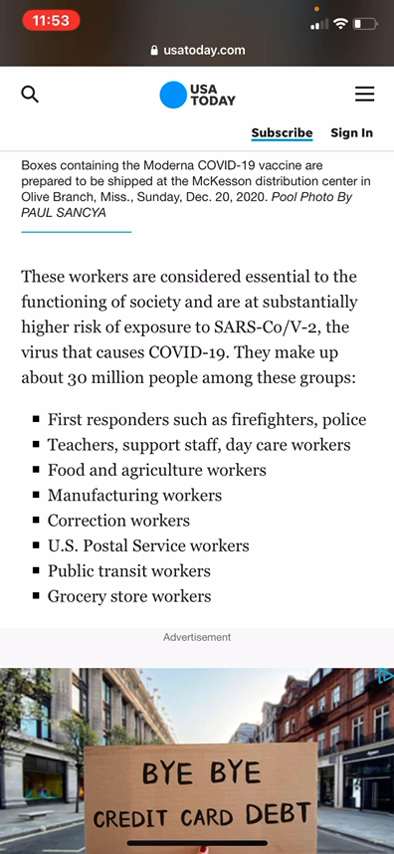 11:53
usatoday.com
USA
TODAY
Subscribe Sign In
Boxes containing the Moderna COVID-19 vaccine are
prepared to be shipped at the McKesson distribution center in
Olive Branch, Miss., Sunday, Dec. 20, 2020. Pool Photo By
PAUL SANCYA
These workers are considered essential to the
functioning of society and are at substantially
higher risk of exposure to SARS-Co/V-2, the
virus that causes COVID-19. They make up
about 30 million people among these groups:
First responders such as firefighters, police
Teachers, support staff, day care workers
Food and agriculture workers
Manufacturing workers
Correction workers
U.S. Postal Service workers
Public transit workers
Grocery store workers
Advertisement
BYE BYE
CREDIT CARD DEBT